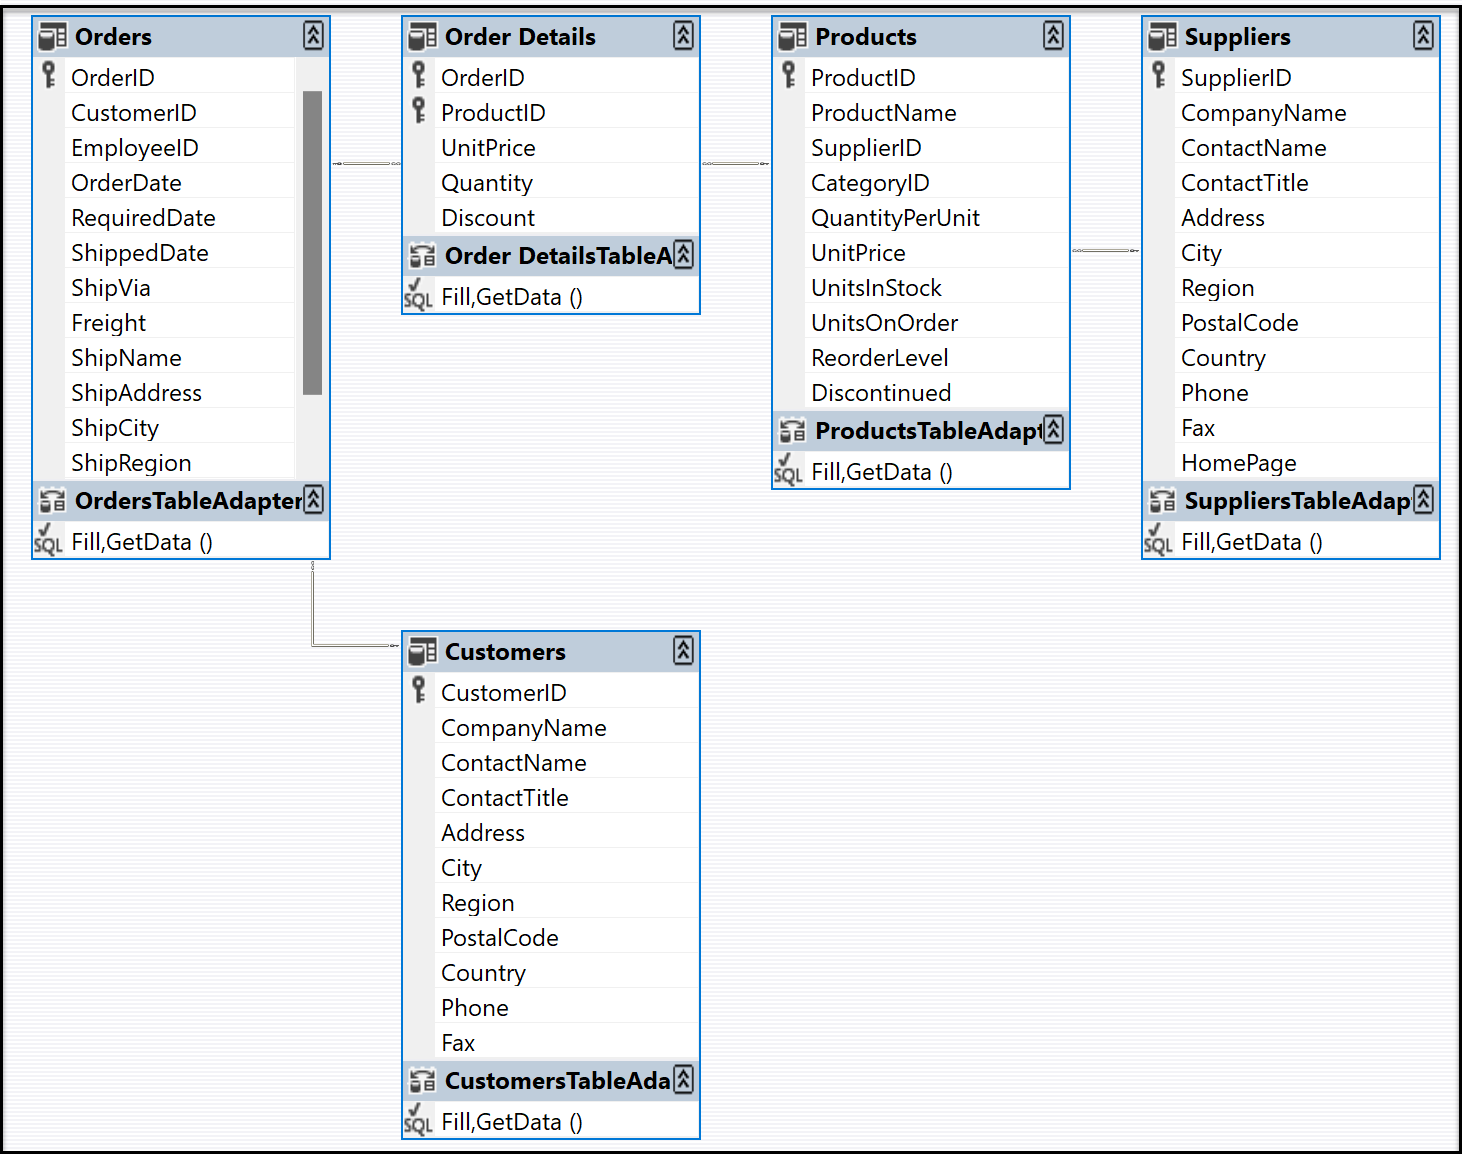 Orders
OrderID
CustomerID
EmployeeID
OrderDate
RequiredDate
ShippedDate
ShipVia
Freight
ShipName
ShipAddress
ShipCity
ShipRegion
OrdersTableAdapter
SQL Fill,GetData ()
Order Details
OrderID
ProductID
UnitPrice
Quantity
Discount
Order DetailsTableA
SQL Fill,GetData ()
Products
ProductID
ProductName
SupplierID
CategoryID
QuantityPerUnit
UnitPrice
UnitsInStock
UnitsOnOrder
ReorderLevel
Discontinued
ProductsTableAdapt
SQL Fill,GetData ()
Suppliers
SupplierID
CompanyName
ContactName
ContactTitle
Address
City
Region
PostalCode
Country
Phone
Fax
HomePage
SuppliersTableAdap
SQL Fill,GetData ()
Customers
CustomerID
CompanyName
ContactName
ContactTitle
Address
City
Region
PostalCode
Country
Phone
Fax
CustomersTableAda
SQL Fill,GetData ()